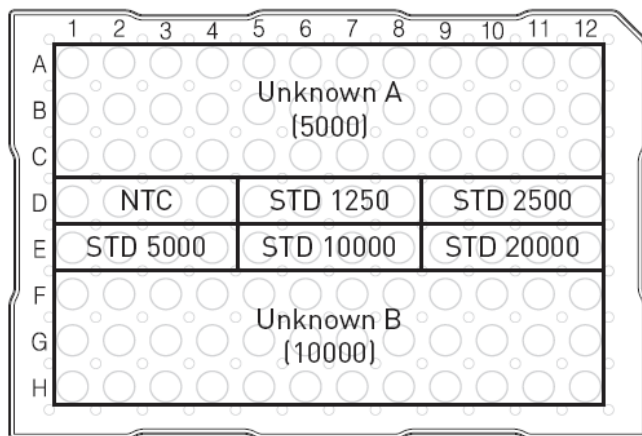 1 2 3 4 5 6 7 8 9 10 11 12
A
Unknown A
B
(5000)
C
D NTC STD 1250 STD 2500
E STD 5000 STD 10000 STD 20000
F
Unknown B
G
(10000)
H